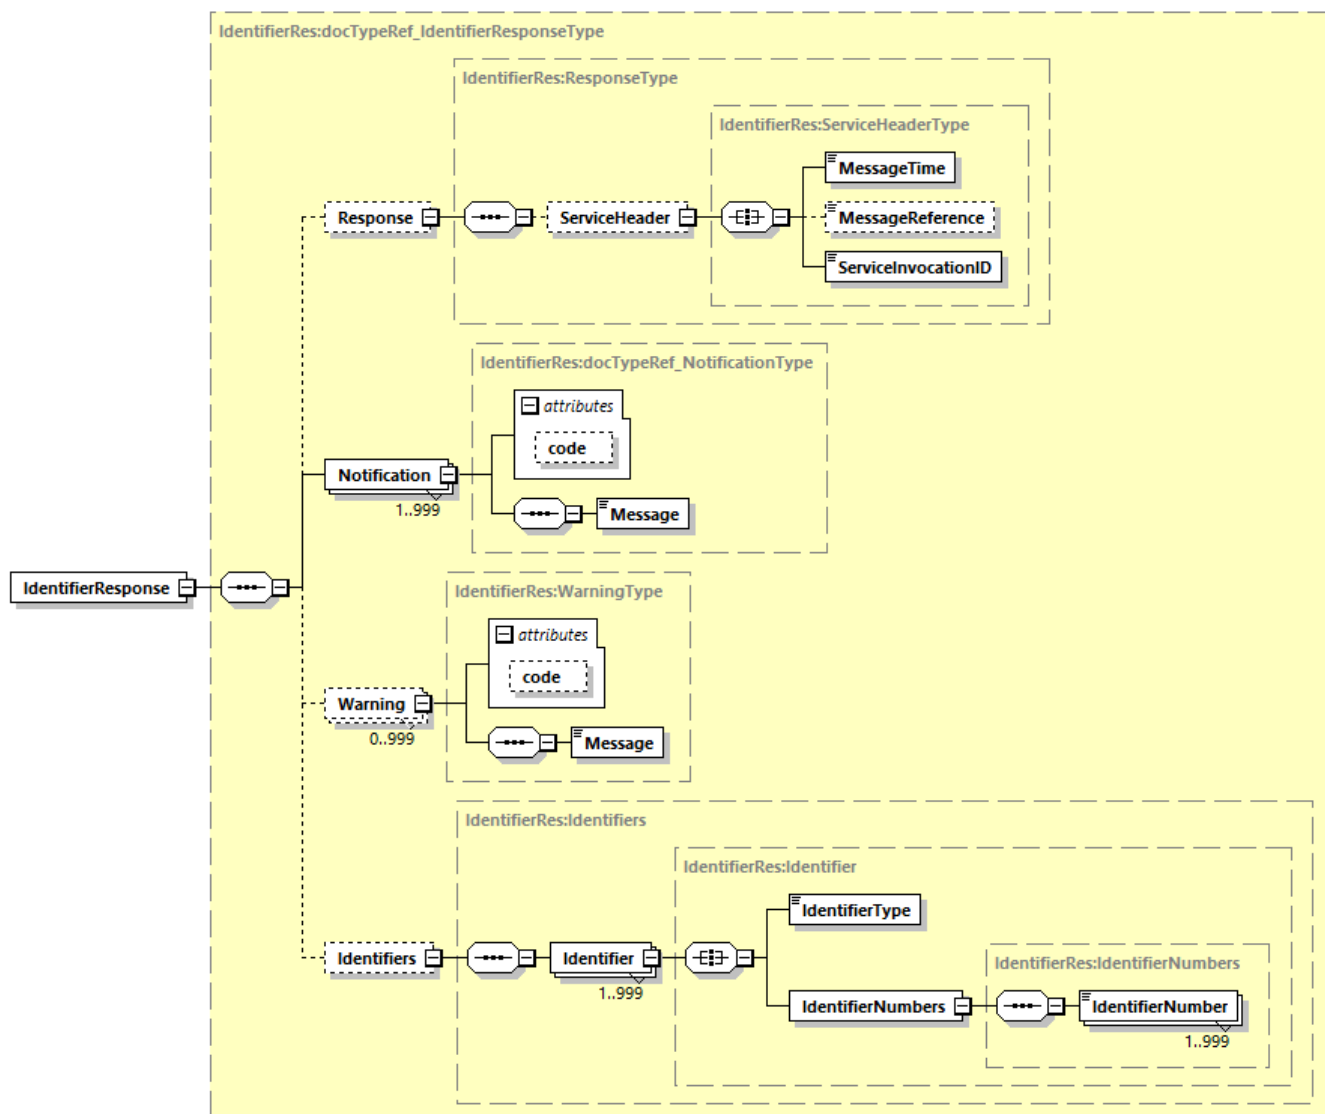 IdentifierRes:docTypeRef_IdentifierResponseType
IdentifierRes:ResponseType
IdentifierRes:ServiceHeaderType
MessageTime
Response
ServiceHeader
MessageReference
ServiceInvocationID
IdentifierRes:docTypeRef_NotificationType
attributes
code
Notification
1..999
Message
IdentifierResponse
IdentifierRes:WarningType
attributes
code
Warning
0..999
Message
IdentifierRes:Identifiers
IdentifierRes:Identifier
IdentifierType
Identifiers
Identifier
1..999
IdentifierRes:IdentifierNumbers
IdentifierNumbers
IdentifierNumber
1..999